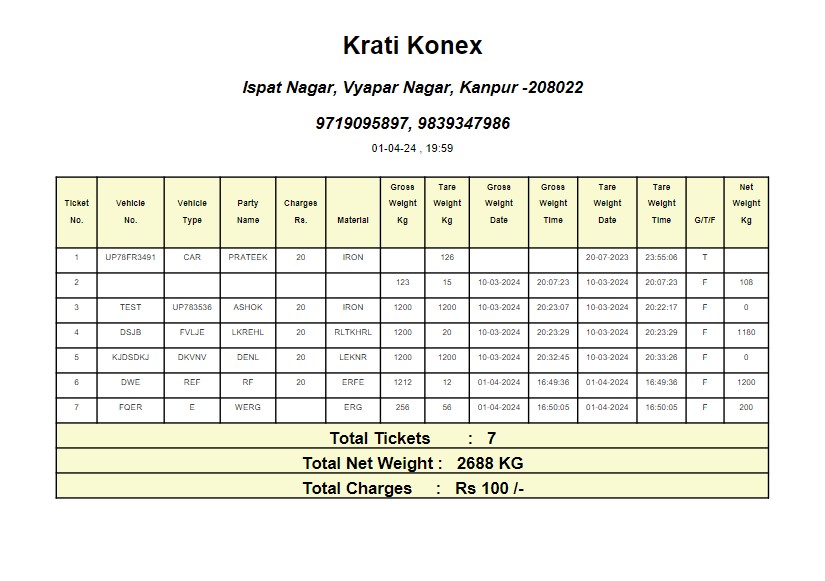 Krati Konex
Ispat Nagar, Vyapar Nagar, Kanpur -208022
9719095897, 9839347986
01-04-24 , 19:59
Ticket No. Vehicle No. Vehicle Type Party Name Charges Rs. Material Gross Weight Kg Tare Weight Kg Gross Weight Date Gross Weight Time Tare Weight Date Tare Weight Time G/T/F Net Weight Kg
1 UP78FR3491 CAR PRATEEK 20 IRON 126 20-07-2023 23:55:06 T
2 123 15 10-03-2024 20:07:23 10-03-2024 20:07:23 F 108
3 TEST UP783536 ASHOK 20 IRON 1200 1200 10-03-2024 20:23:07 10-03-2024 20:22:17 F 0
4 DSJB FVLJE LKREHL 20 RLTKHRL 1200 20 10-03-2024 20:23:29 10-03-2024 20:23:29 F 1180
5 KJDSDKJ DKVNV DENL 20 LEKNR 1200 1200 10-03-2024 20:32:45 10-03-2024 20:33:26 F 0
6 DWE REF RF 20 ERFE 1212 12 01-04-2024 16:49:36 01-04-2024 16:49:36 F 1200
7 FQER E WERG ERG 256 56 01-04-2024 16:50:05 01-04-2024 16:50:05 F 200
Total Tickets : 7
Total Net Weight : 2688 KG
Total Charges : Rs 100 /-